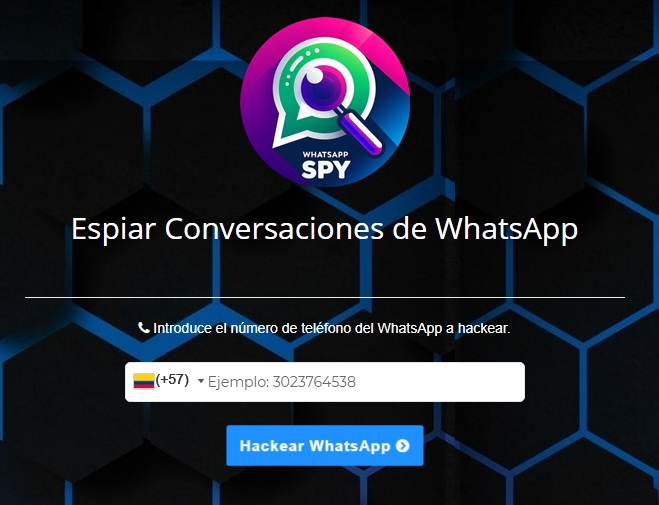 WHATSAPP
SPY
Espiar Conversaciones de WhatsApp
Introduce el número de teléfono del WhatsApp a hackear.
(+57) Ejemplo: 3023764538
Hackear WhatsApp